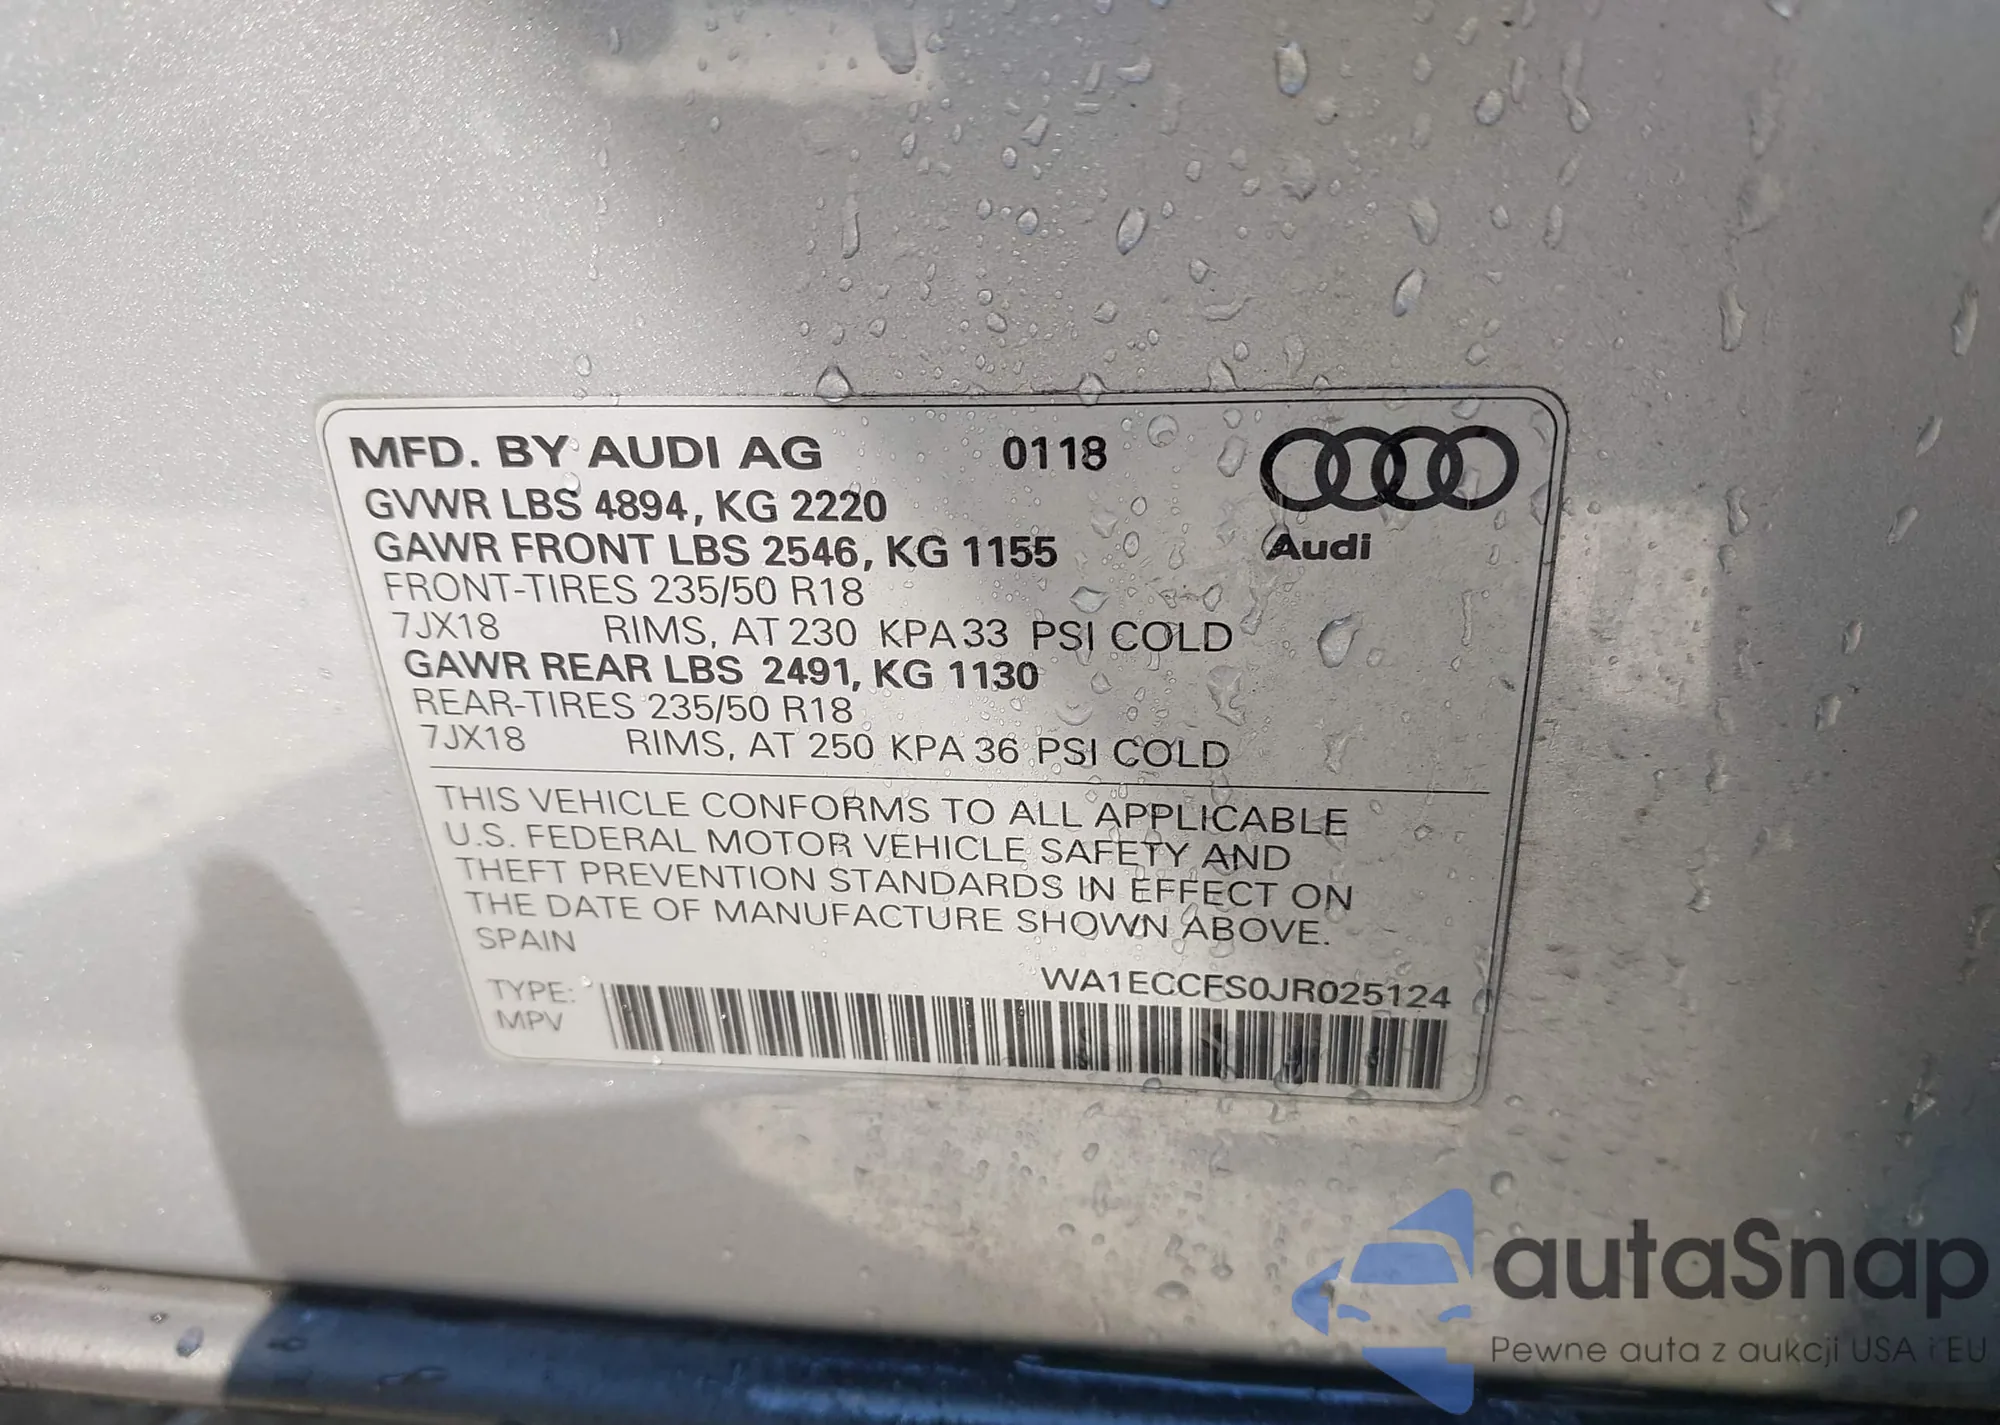 MFD. BY AUDI AG 0118
GVWR LBS 4894, KG 2220
GAWR FRONT LBS 2546, KG 1155
Audi
FRONT-TIRES 235/50 R18
7JX18 RIMS, AT 230 KPA 33 PSI COLD
GAWR REAR LBS 2491, KG 1130
REAR-TIRES 235/50 R18
7JX18 RIMS, AT 250 KPA 36 PSI COLD
THIS VEHICLE CONFORMS TO ALL APPLICABLE
U.S. FEDERAL MOTOR VEHICLE SAFETY AND
THEFT PREVENTION STANDARDS IN EFFECT ON
THE DATE OF MANUFACTURE SHOWN ABOVE.
SPAIN
WA1ECCFS0JR025124
TYPE:
MPV
autaSnap
Pewne auta z aukcji USA i EU